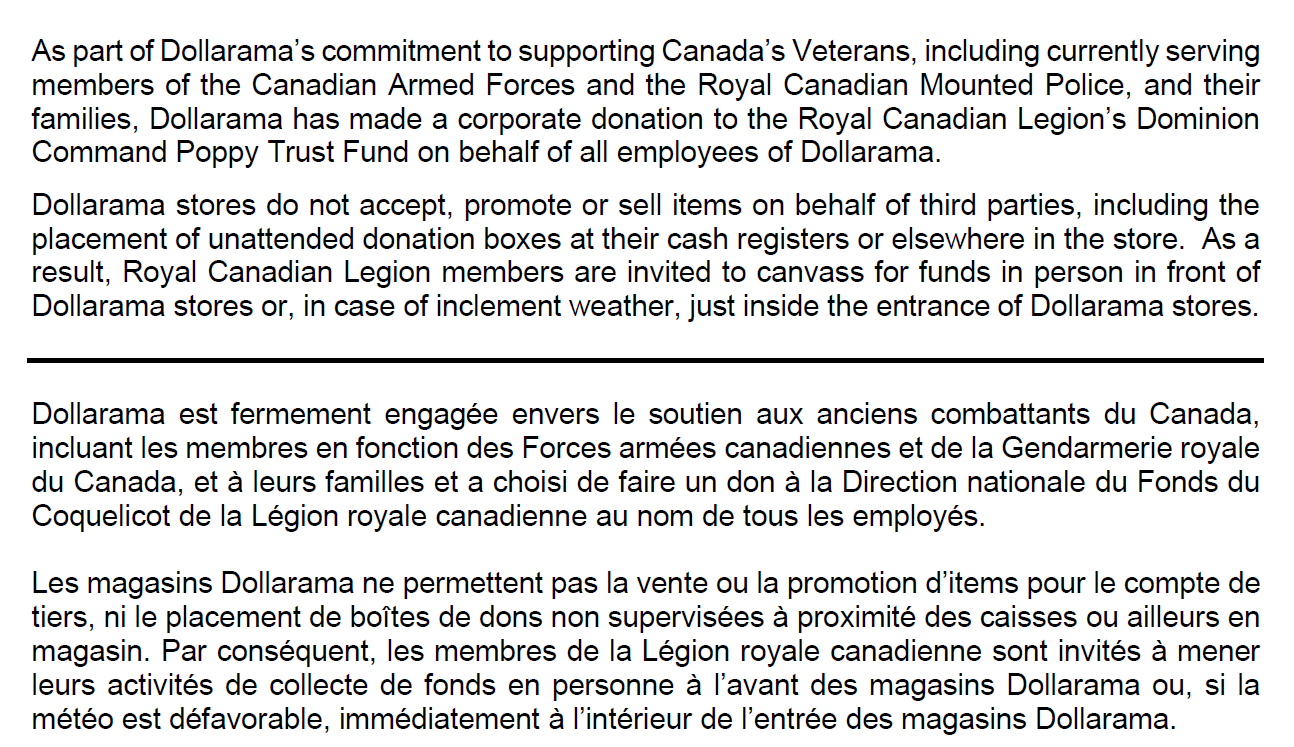 As part of Dollarama's commitment to supporting Canada's Veterans, including currently serving
members of the Canadian Armed Forces and the Royal Canadian Mounted Police, and their
families, Dollarama has made a corporate donation to the Royal Canadian Legion's Dominion
Command Poppy Trust Fund on behalf of all employees of Dollarama.
Dollarama stores do not accept, promote or sell items on behalf of third parties, including the
placement of unattended donation boxes at their cash registers or elsewhere in the store.  As a
result, Royal Canadian Legion members are invited to canvass for funds in person in front of
Dollarama stores or, in case of inclement weather, just inside the entrance of Dollarama stores.
Dollarama est fermement engagée envers le soutien aux anciens combattants du Canada,
incluant les membres en fonction des Forces armées canadiennes et de la Gendarmerie royale
du Canada, et à leurs familles et a choisi de faire un don à la Direction nationale du Fonds du
Coquelicot de la Légion royale canadienne au nom de tous les employés.
Les magasins Dollarama ne permettent pas la vente ou la promotion d'items pour le compte de
tiers, ni le placement de boîtes de dons non supervisées à proximité des caisses ou ailleurs en
magasin. Par conséquent, les membres de la Légion royale canadienne sont invités à mener
leurs activités de collecte de fonds en personne à l'avant des magasins Dollarama ou, si la
météo est défavorable, immédiatement à l'intérieur de l'entrée des magasins Dollarama.